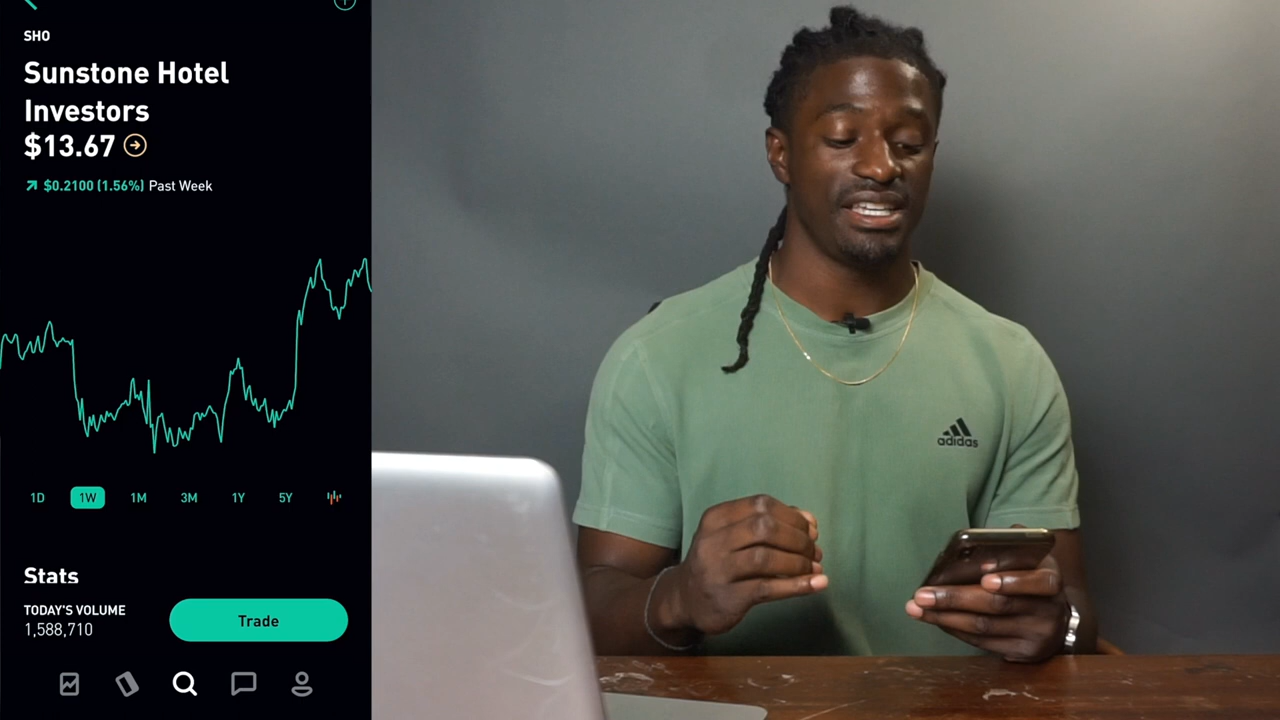 SHO
Sunstone Hotel
Investors
$13.67
$0.2100 (1.56%) Past Week
1D 1W 1M 3M 1Y 5Y
Stats
TODAY'S VOLUME
1,588,710
Trade
adidas